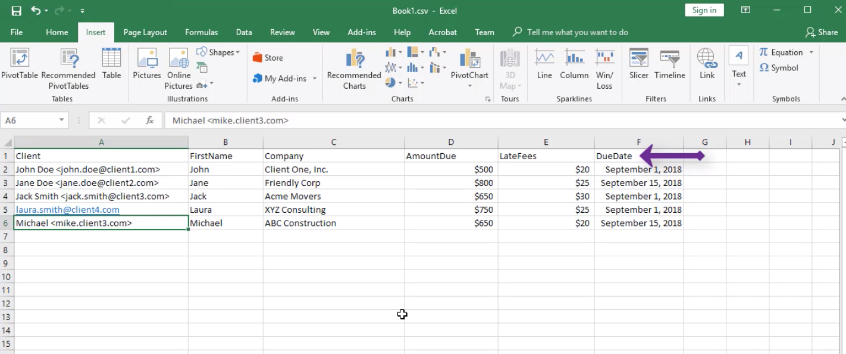 Book1.csv - Excel
Sign in
File Home Insert Page Layout Formulas Data Review View Add-ins Help Acrobat Team Tell me what you want to do Share
PivotTable Recommended PivotTables Table Pictures Online Pictures Shapes Store My Add-ins Recommended Charts PivotChart 3D Map Line Column Win/Loss Slicer Timeline Link Text Equation Symbol
Tables Illustrations Add-ins Charts Tours Sparklines Filters Links Symbols
A6 fx Michael <mike.client3.com>
A B C D E F G H I J
1 Client FirstName Company AmountDue LateFees DueDate
2 John Doe <john.doe@client1.com> John Client One, Inc. $500 $20 September 1, 2018
3 Jane Doe <jane.doe@client2.com> Jane Friendly Corp $800 $25 September 15, 2018
4 Jack Smith <jack.smith@client3.com> Jack Acme Movers $650 $30 September 1, 2018
5 laura.smith@client4.com Laura XYZ Consulting $750 $25 September 1, 2018
6 Michael <mike.client3.com> Michael ABC Construction $650 $20 September 15, 2018
7
8
9
10
11
12
13
14
15